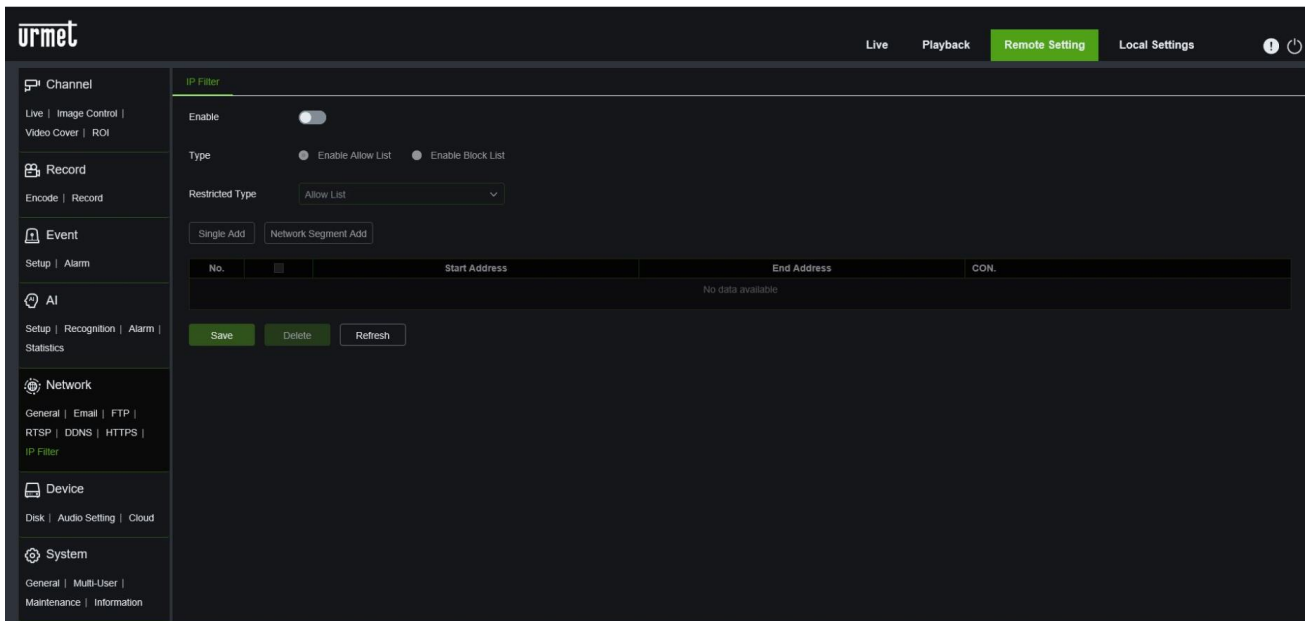 urmet
Live Playback Remote Setting Local Settings
Channel
Live | Image Control |
Video Cover | ROI
Record
Encode | Record
Event
Setup | Alarm
AI
Setup | Recognition | Alarm |
Statistics
Network
General | Email | FTP |
RTSP | DDNS | HTTPS |
IP Filter
Device
Disk | Audio Setting | Cloud
System
General | Multi-User |
Maintenance | Information
IP Filter
Enable
Type Enable Allow List Enable Block List
Restricted Type Allow List
Single Add Network Segment Add
No. Start Address End Address CON.
No data available
Save Delete Refresh